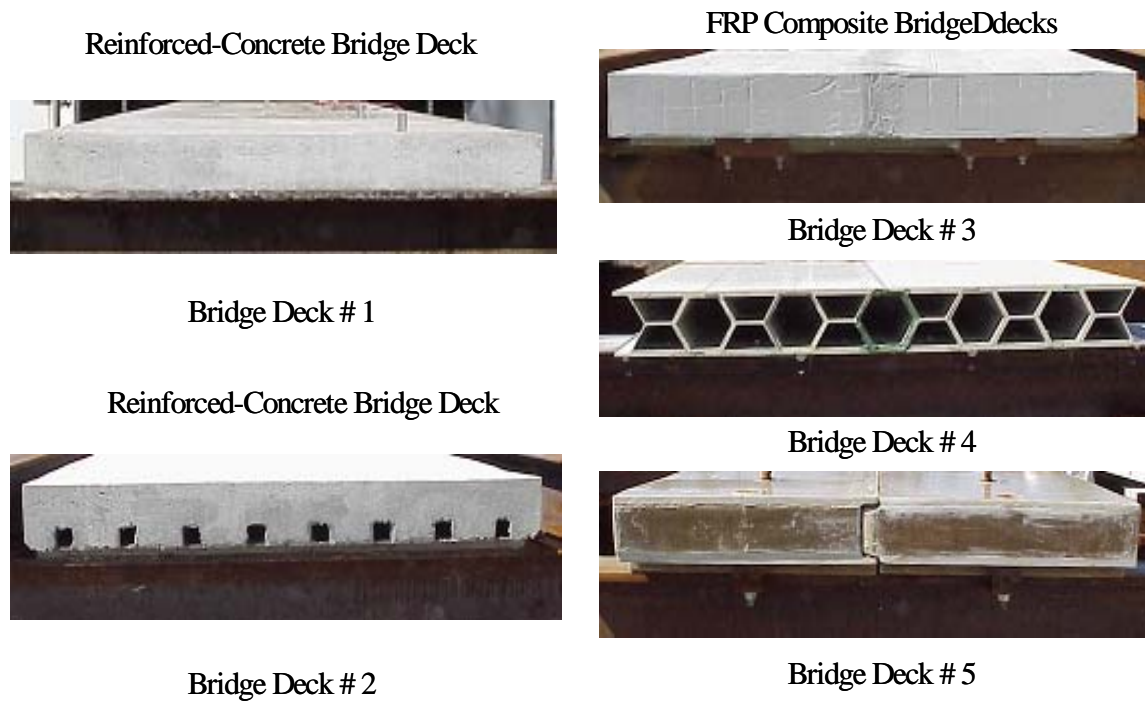 Reinforced-Concrete Bridge Deck
Bridge Deck # 1
Reinforced-Concrete Bridge Deck
Bridge Deck # 2
FRP Composite BridgeDdecks
Bridge Deck # 3
Bridge Deck # 4
Bridge Deck # 5